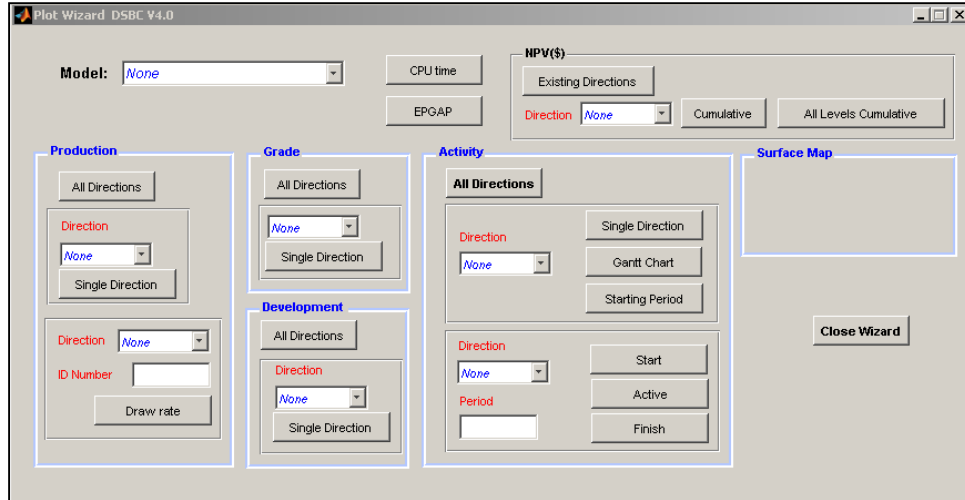 Plot Wizard DSBC V4.0
Model: None
CPU time
EPGAP
NPV($)
Existing Directions
Direction None Cumulative All Levels Cumulative
Production
All Directions
Direction
None
Single Direction
Direction None
ID Number
Draw rate
Grade
All Directions
None
Single Direction
Development
All Directions
Direction
None
Single Direction
Activity
All Directions
Direction
None
Single Direction
Gantt Chart
Starting Period
Direction
None
Period
Start
Active
Finish
Surface Map
Close Wizard